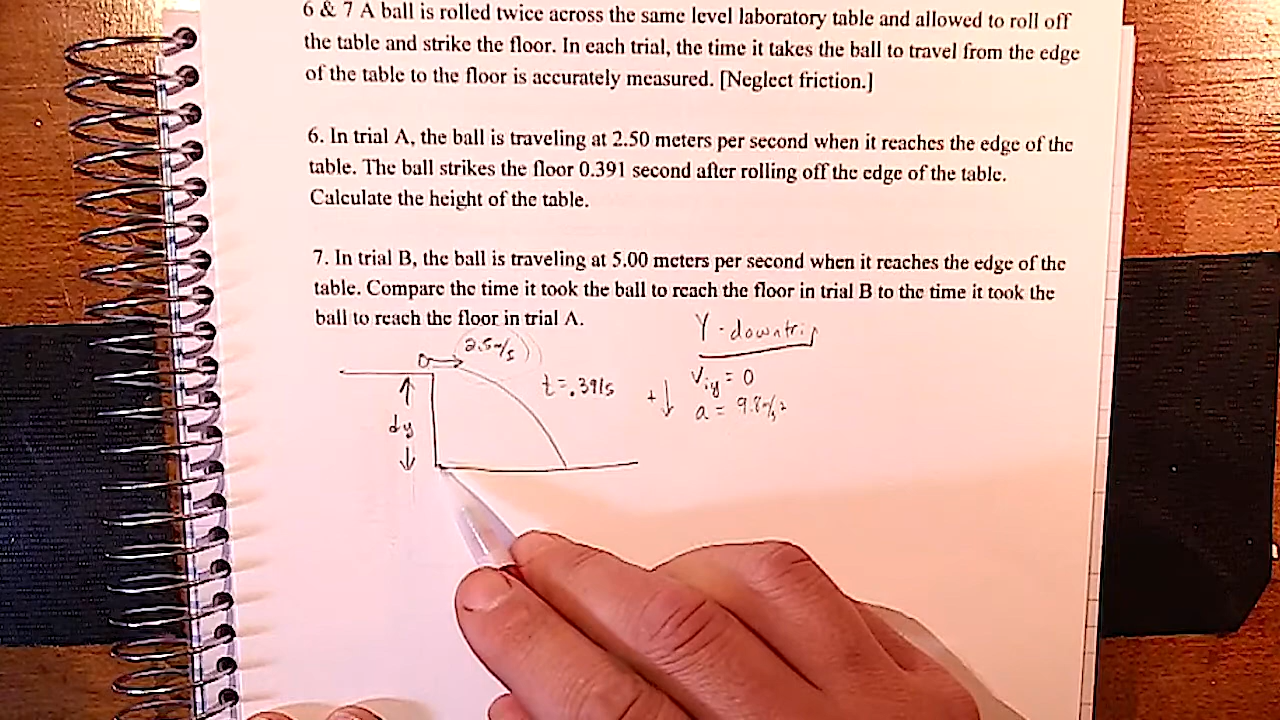 6 & 7 A ball is rolled twice across the same level laboratory table and allowed to roll off
the table and strike the floor. In each trial, the time it takes the ball to travel from the edge
of the table to the floor is accurately measured. [Neglect friction.]
6. In trial A, the ball is traveling at 2.50 meters per second when it reaches the edge of the
table. The ball strikes the floor 0.391 second after rolling off the edge of the table.
Calculate the height of the table.
7. In trial B, the ball is traveling at 5.00 meters per second when it reaches the edge of the
table. Compare the time it took the ball to reach the floor in trial B to the time it took the
ball to reach the floor in trial A.
2.5m/s
t=.391s
dy
Y-downtrip
+↓
Viy = 0
a = 9.8m/s²